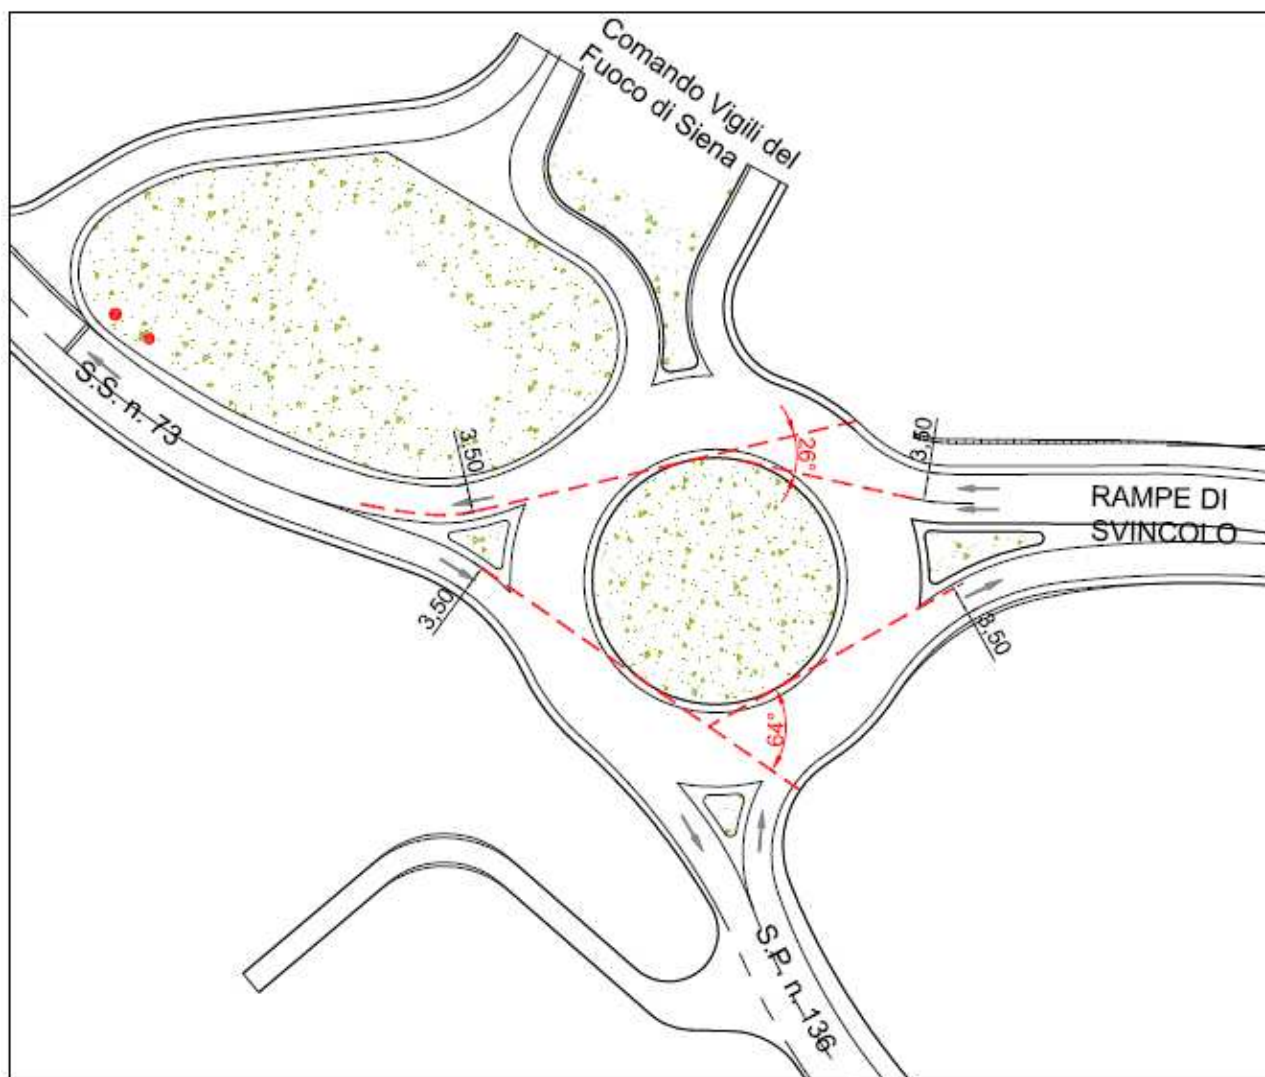 Comando Vigili del
Fuoco di Siena
S.S. n. 73
3,50
26°
3,50
RAMPE DI
SVINCOLO
3,50
3,50
64°
S.P. n. 136